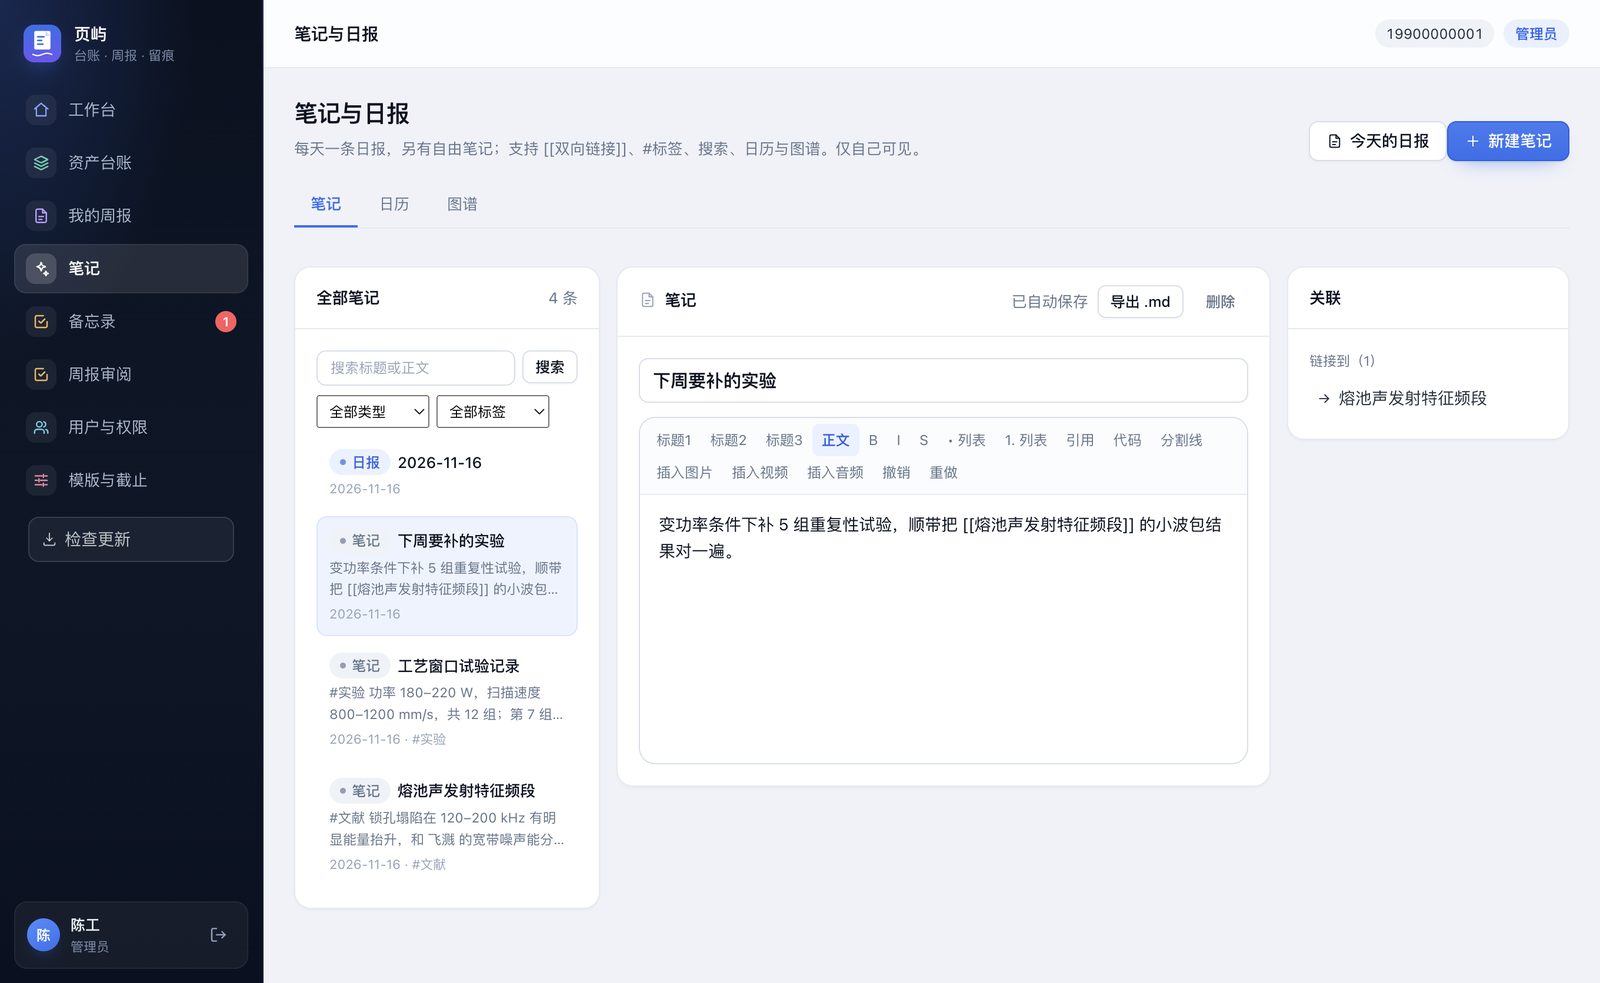 页屿
台账 · 周报 · 留痕
工作台
资产台账
我的周报
笔记
备忘录
1
周报审阅
用户与权限
模版与截止
检查更新
陈
陈工
管理员
笔记与日报
19900000001
管理员
笔记与日报
每天一条日报，另有自由笔记；支持 [[双向链接]]、#标签、搜索、日历与图谱。仅自己可见。
今天的日报
新建笔记
笔记
日历
图谱
全部笔记
4 条
搜索标题或正文
搜索
全部类型
全部标签
日报 2026-11-16
2026-11-16
笔记 下周要补的实验
变功率条件下补 5 组重复性试验，顺带
把 [[熔池声发射特征频段]] 的小波包...
2026-11-16
笔记 工艺窗口试验记录
#实验 功率 180–220 W，扫描速度
800–1200 mm/s，共 12 组；第 7 组...
2026-11-16 · #实验
笔记 熔池声发射特征频段
#文献 锁孔塌陷在 120–200 kHz 有明
显能量抬升，和 飞溅 的宽带噪声能分...
2026-11-16 · #文献
笔记
已自动保存
导出 .md
删除
下周要补的实验
标题1 标题2 标题3 正文 B I S • 列表 1. 列表 引用 代码 分割线
插入图片 插入视频 插入音频 撤销 重做
变功率条件下补 5 组重复性试验，顺带把 [[熔池声发射特征频段]] 的小波包结
果对一遍。
关联
链接到（1）
→ 熔池声发射特征频段